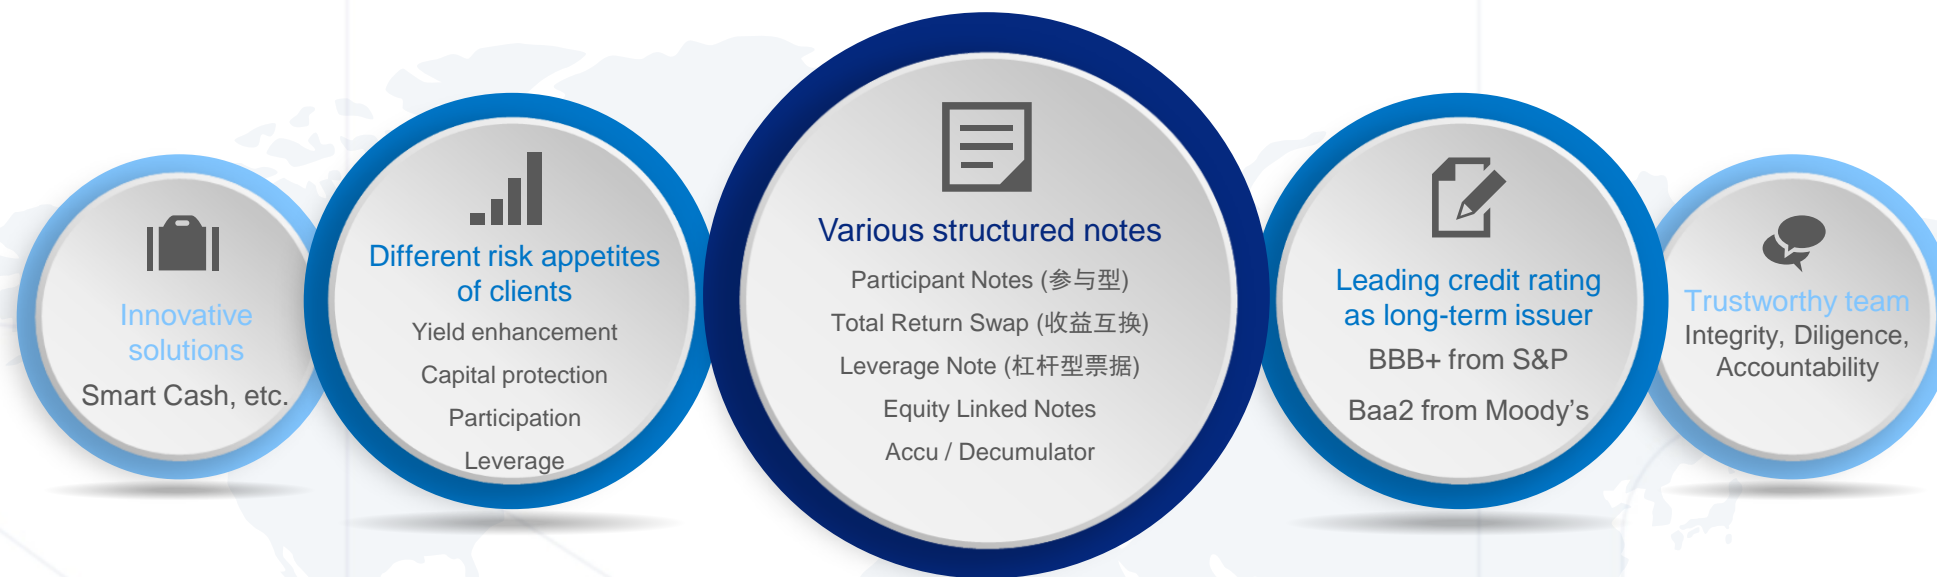 Innovative
solutions
Smart Cash, etc.
Different risk appetites
of clients
Yield enhancement
Capital protection
Participation
Leverage
Various structured notes
Participant Notes (参与型)
Total Return Swap (收益互换)
Leverage Note (杠杆型票据)
Equity Linked Notes
Accu / Decumulator
Leading credit rating
as long-term issuer
BBB+ from S&P
Baa2 from Moody’s
Trustworthy team
Integrity, Diligence,
Accountability